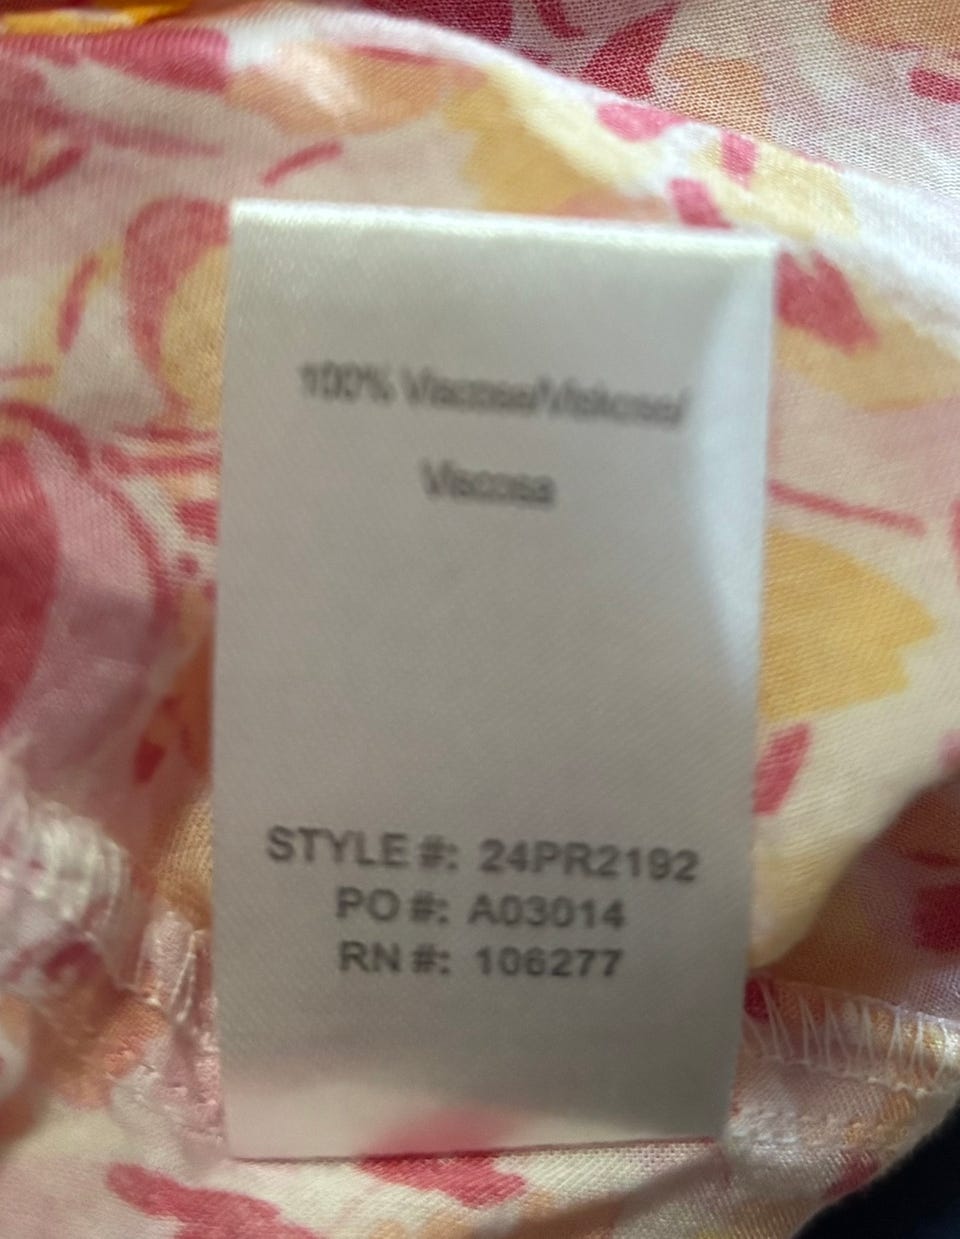 100% Viscose/Viskose/
Viscosa
STYLE #: 24PR2192
PO #: A03014
RN #: 106277